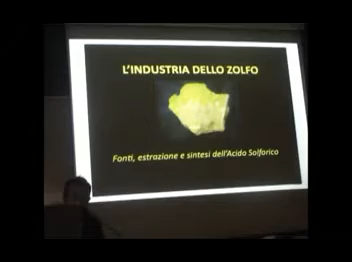 L'INDUSTRIA DELLO ZOLFO
Fonti, estrazione e sintesi dell'Acido Solforico